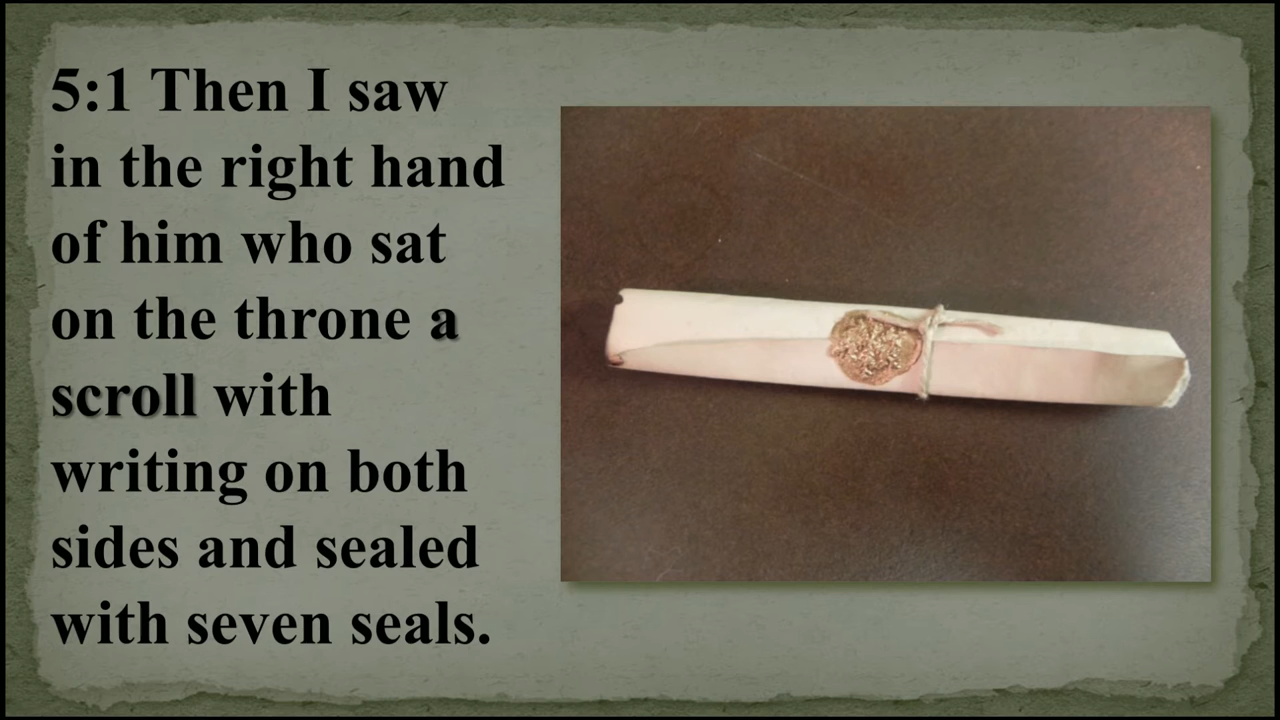 5:1 Then I saw
in the right hand
of him who sat
on the throne a
scroll with
writing on both
sides and sealed
with seven seals.